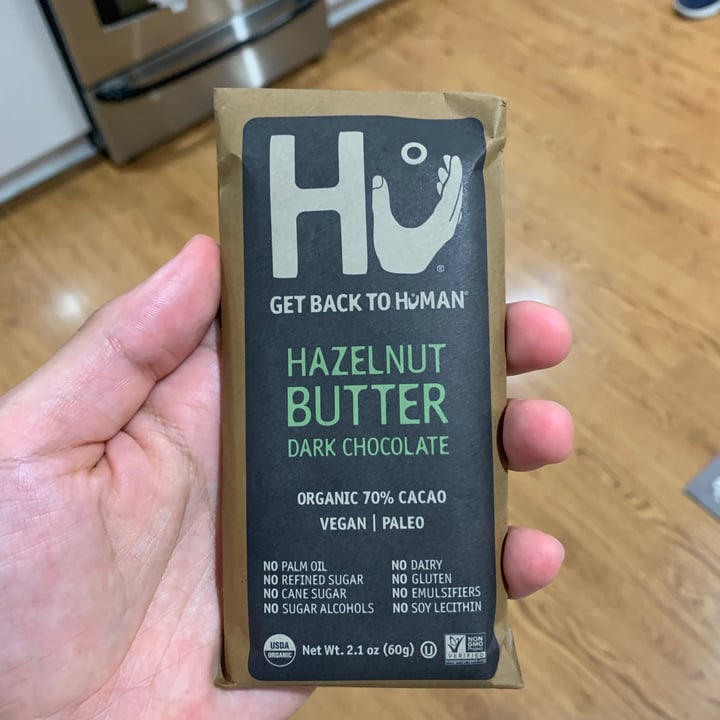 Hu
®
GET BACK TO HUMAN®
HAZELNUT
BUTTER
DARK CHOCOLATE
ORGANIC 70% CACAO
VEGAN | PALEO
NO PALM OIL
NO REFINED SUGAR
NO CANE SUGAR
NO SUGAR ALCOHOLS
NO DAIRY
NO GLUTEN
NO EMULSIFIERS
NO SOY LECITHIN
USDA
ORGANIC
Net Wt. 2.1 oz (60g)
U
NON
GMO
Project
VERIFIED